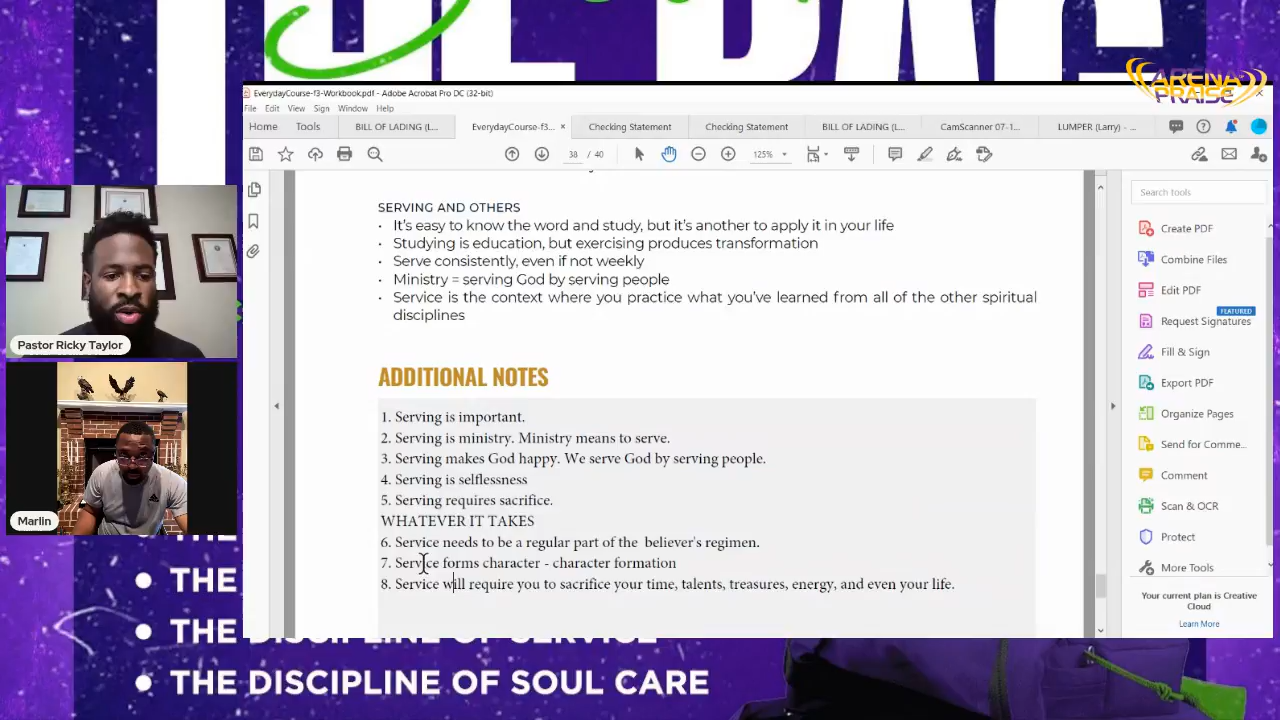 THE BAG
ARENA
PRAISE
EverydayCourse-f3-Workbook.pdf - Adobe Acrobat Pro DC (32-bit)
File Edit View Sign Window Help
Home Tools BILL OF LADING (L... EverydayCourse-f3... × Checking Statement Checking Statement BILL OF LADING (L... CamScanner 07-1... LUMPER (Larry) - ...
38 / 40 125%
SERVING AND OTHERS
• It's easy to know the word and study, but it's another to apply it in your life
• Studying is education, but exercising produces transformation
• Serve consistently, even if not weekly
• Ministry = serving God by serving people
• Service is the context where you practice what you've learned from all of the other spiritual
disciplines
ADDITIONAL NOTES
1. Serving is important.
2. Serving is ministry. Ministry means to serve.
3. Serving makes God happy. We serve God by serving people.
4. Serving is selflessness
5. Serving requires sacrifice.
WHATEVER IT TAKES
6. Service needs to be a regular part of the believer's regimen.
7. Service forms character - character formation
8. Service will require you to sacrifice your time, talents, treasures, energy, and even your life.
Search tools
Create PDF
Combine Files
Edit PDF
FEATURED
Request Signatures
Fill & Sign
Export PDF
Organize Pages
Send for Comme...
Comment
Scan & OCR
Protect
More Tools
Your current plan is Creative
Cloud
Learn More
Pastor Ricky Taylor
Marlin
• THE
• THE DISCIPLINE OF SERVICE
• THE DISCIPLINE OF SOUL CARE